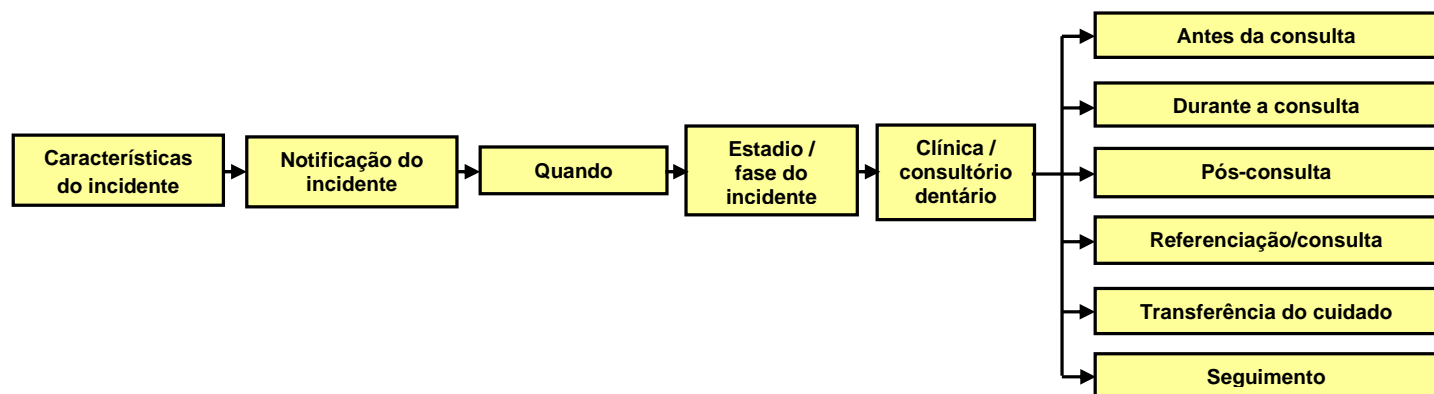 Características
do incidente
Notificação do
incidente
Quando
Estadio /
fase do
incidente
Clínica /
consultório
dentário
Antes da consulta
Durante a consulta
Pós-consulta
Referenciação/consulta
Transferência do cuidado
Seguimento